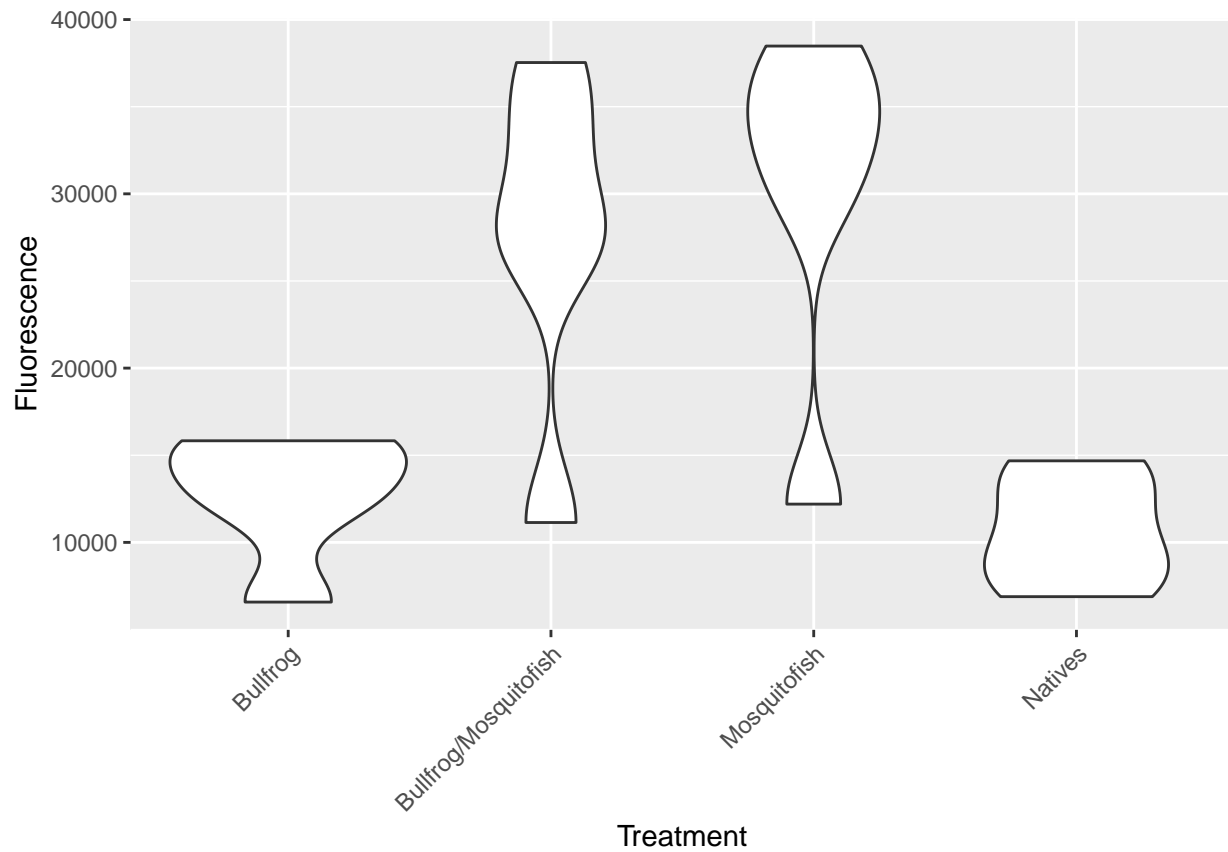 40000
30000
20000
10000
Fluorescence
Bullfrog
Bullfrog/Mosquitofish
Mosquitofish
Natives
Treatment